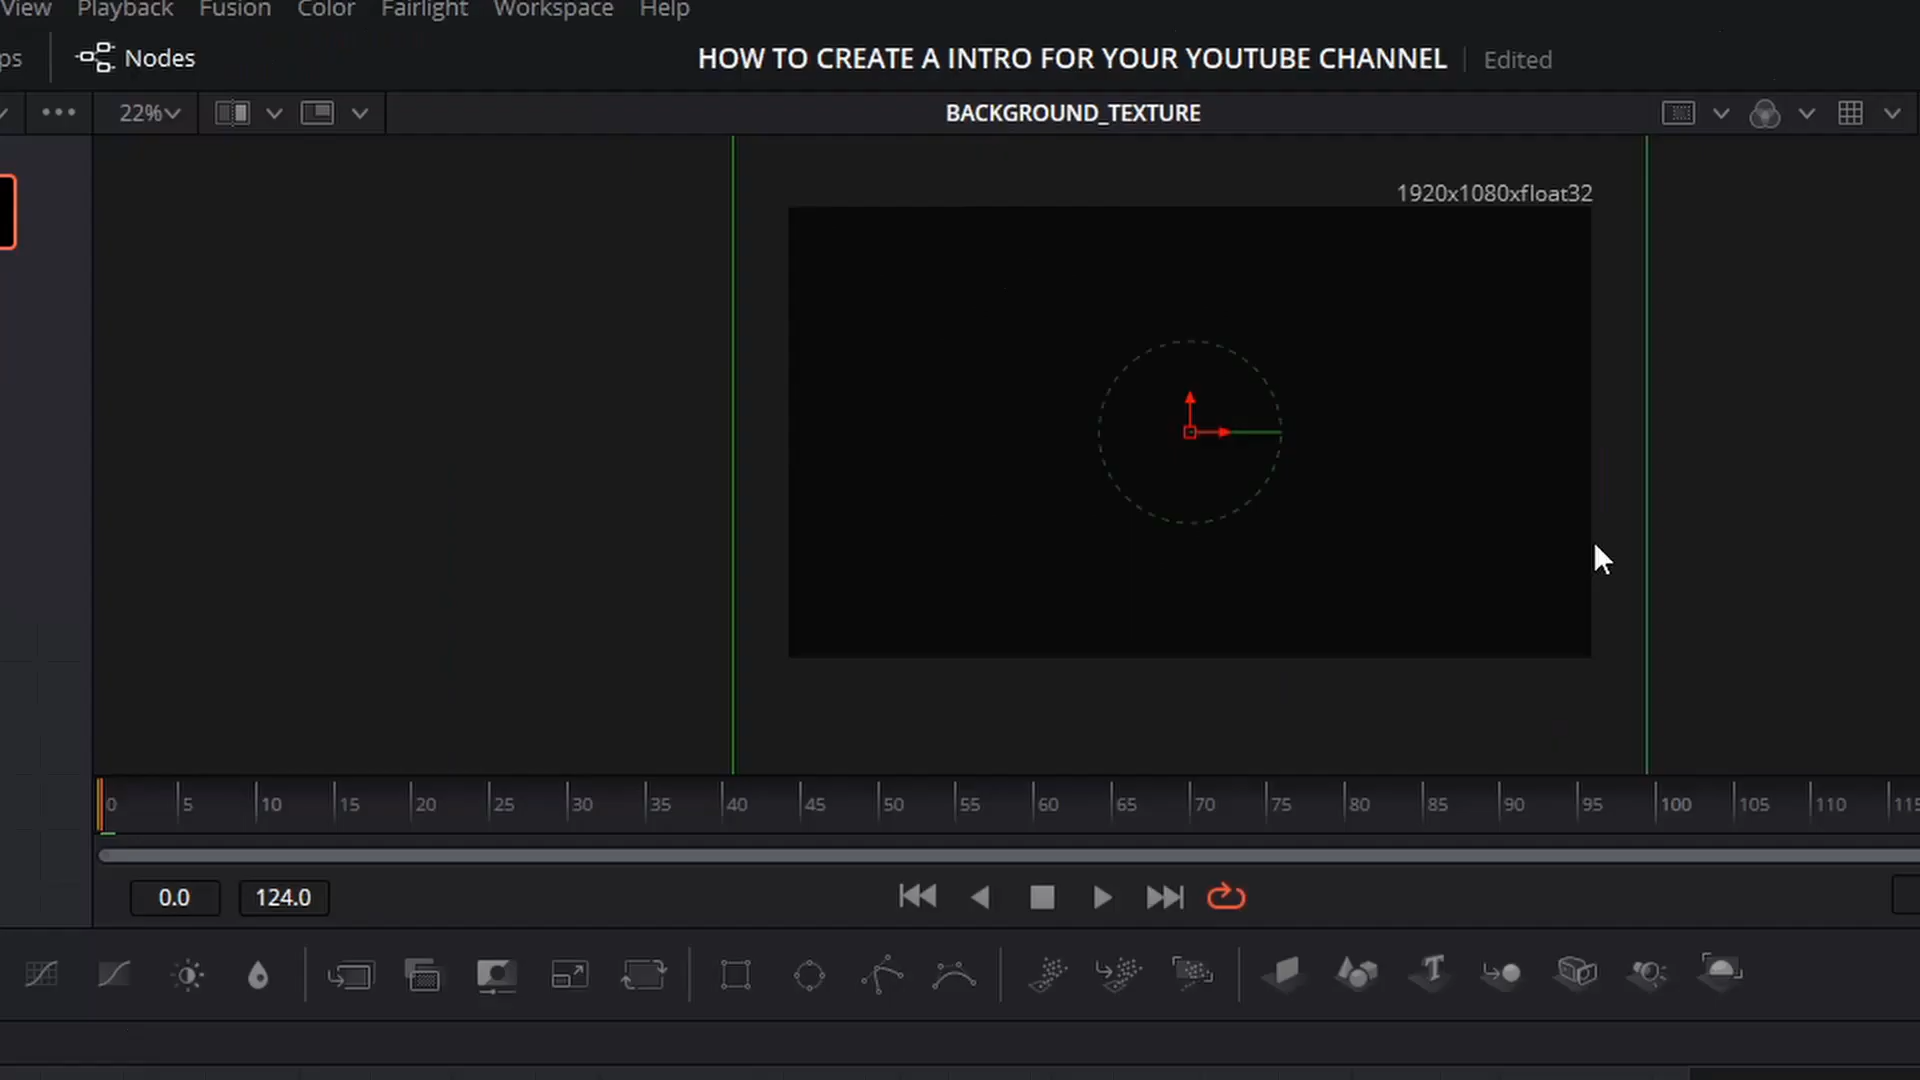 View Playback Fusion Color Fairlight Workspace Help
ps Nodes HOW TO CREATE A INTRO FOR YOUR YOUTUBE CHANNEL Edited
22% BACKGROUND_TEXTURE
1920x1080xfloat32
0 5 10 15 20 25 30 35 40 45 50 55 60 65 70 75 80 85 90 95 100 105 110 115
0.0 124.0